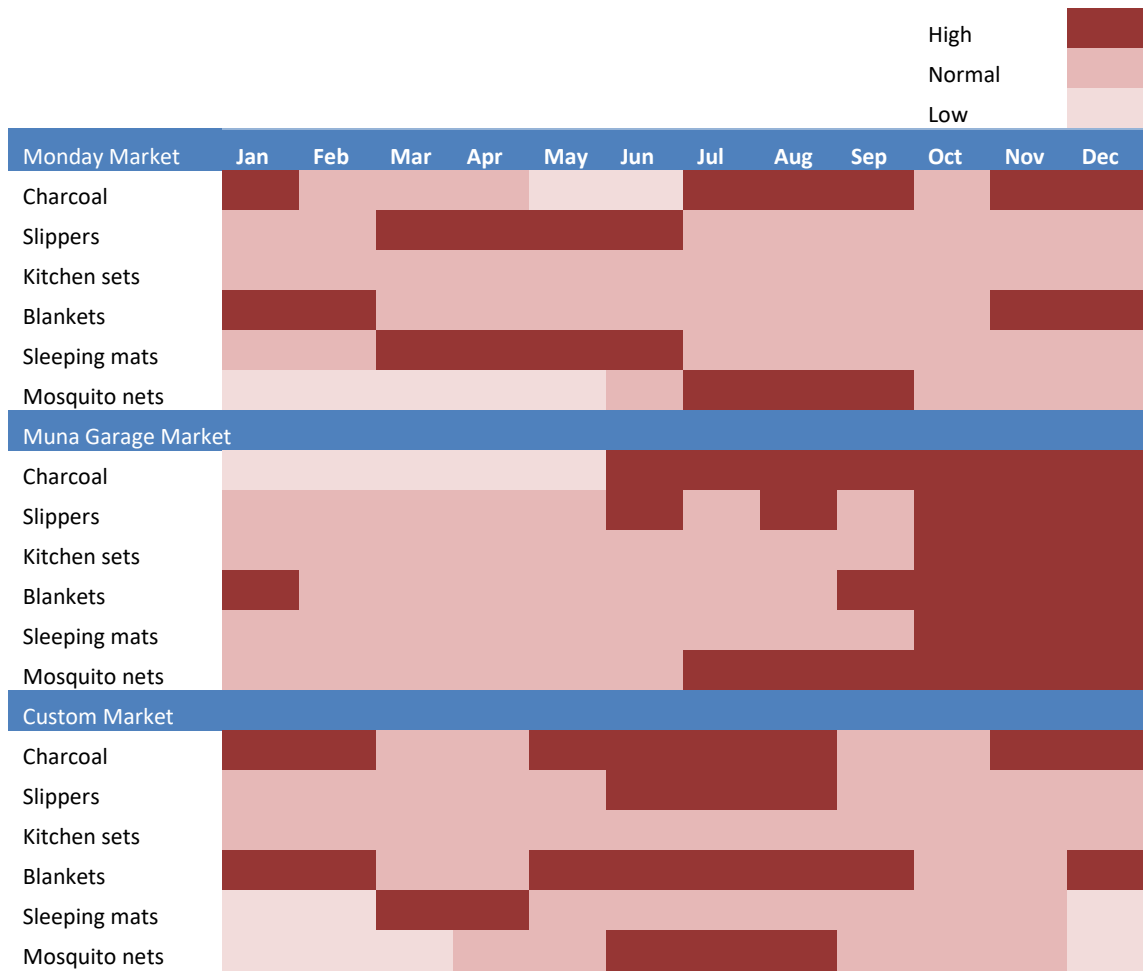 High
Normal
Low
Monday Market Jan Feb Mar Apr May Jun Jul Aug Sep Oct Nov Dec
Charcoal
Slippers
Kitchen sets
Blankets
Sleeping mats
Mosquito nets
Muna Garage Market
Charcoal
Slippers
Kitchen sets
Blankets
Sleeping mats
Mosquito nets
Custom Market
Charcoal
Slippers
Kitchen sets
Blankets
Sleeping mats
Mosquito nets